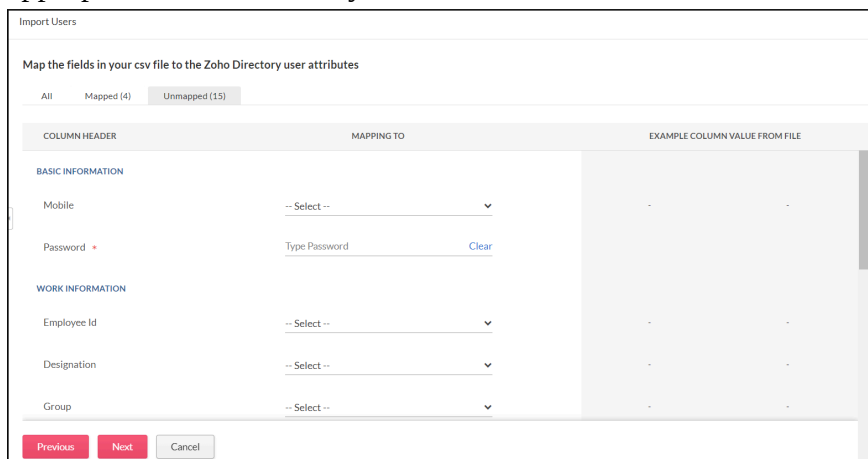 Import Users
Map the fields in your csv file to the Zoho Directory user attributes
All Mapped (4) Unmapped (15)
COLUMN HEADER MAPPING TO EXAMPLE COLUMN VALUE FROM FILE
BASIC INFORMATION
Mobile -- Select -- - -
Password * Type Password Clear
WORK INFORMATION
Employee Id -- Select -- - -
Designation -- Select -- - -
Group -- Select -- - -
Previous Next Cancel